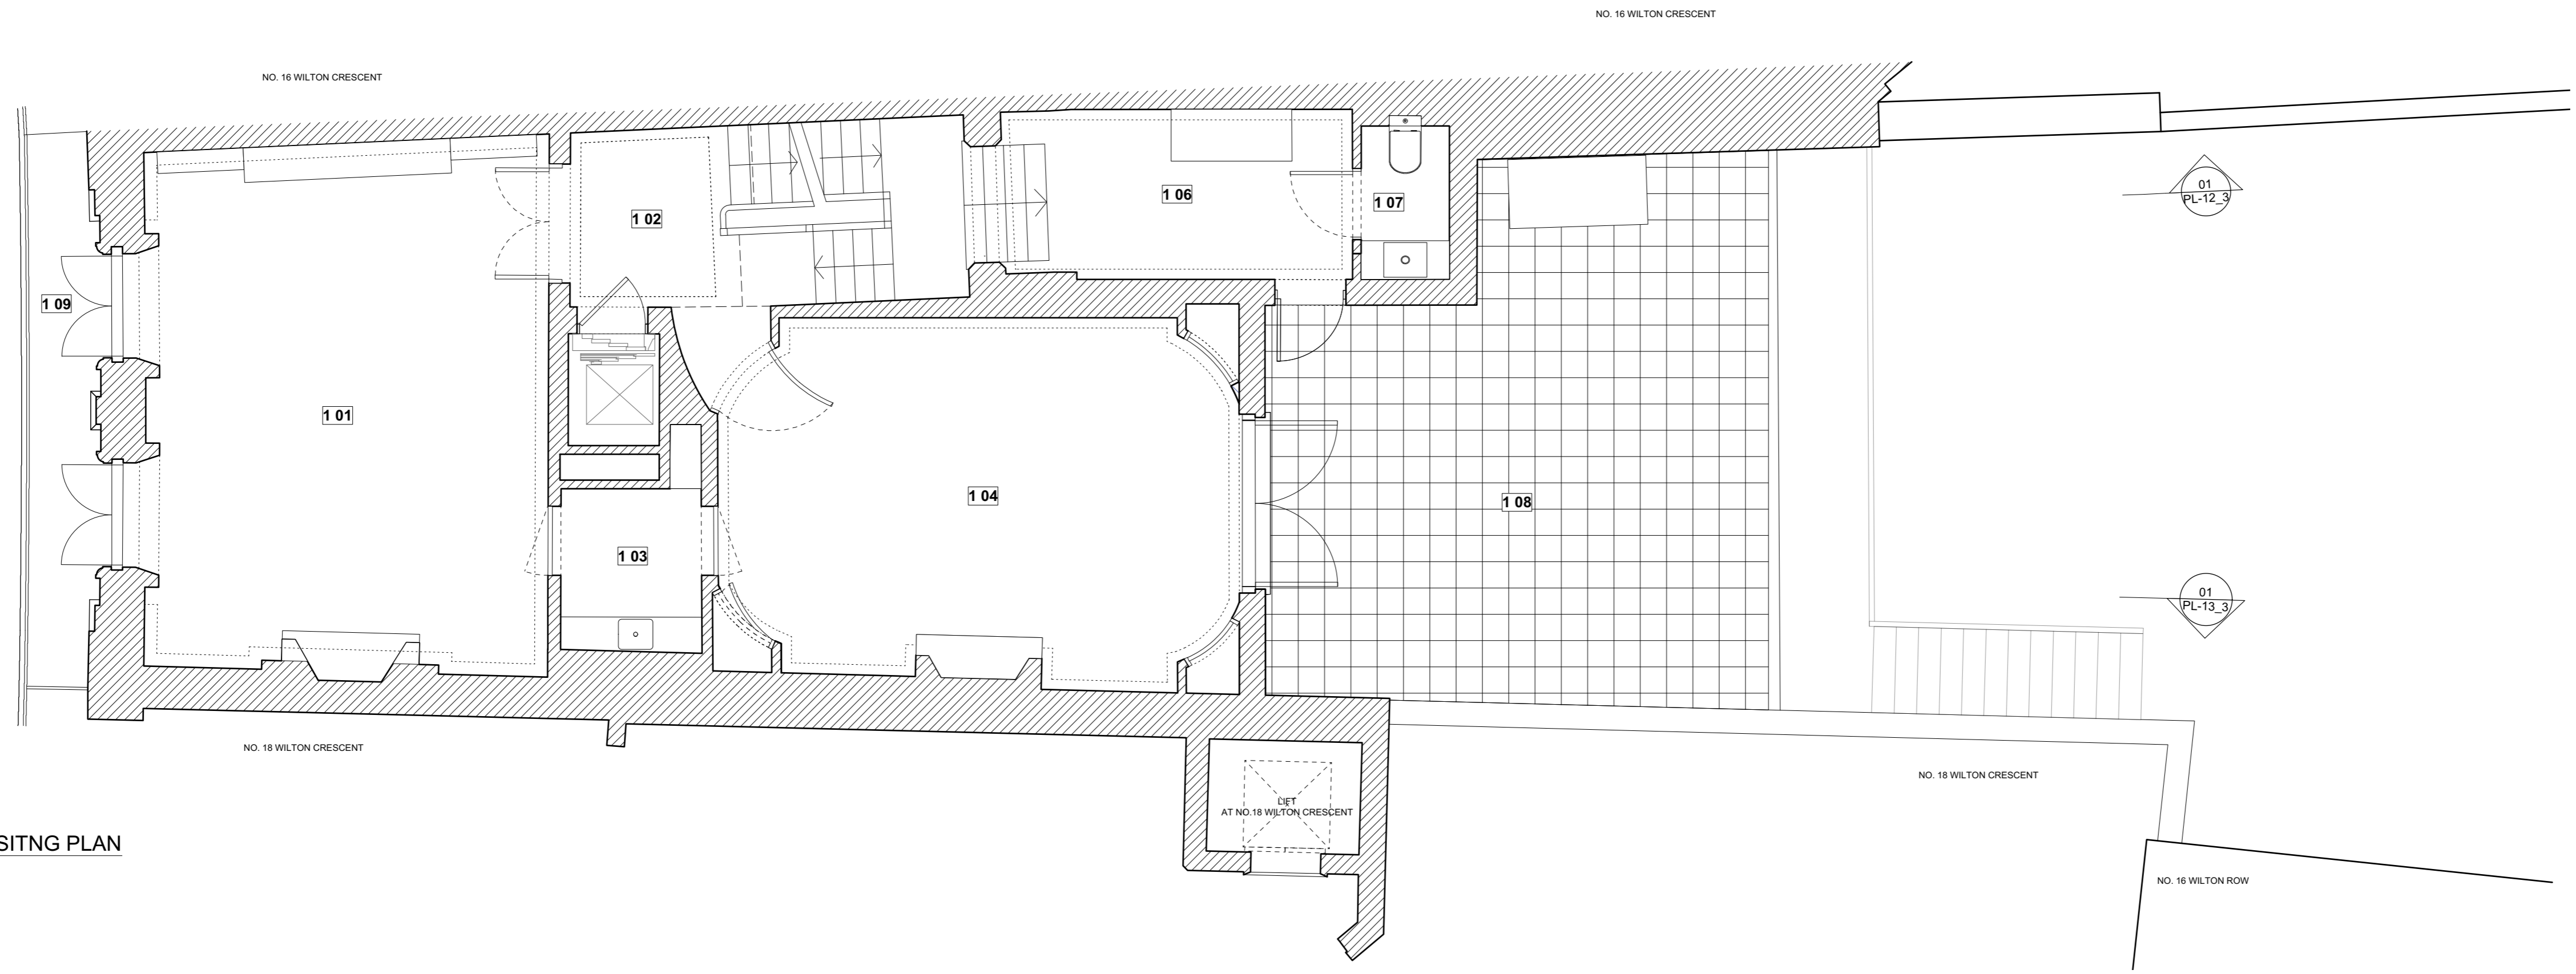 NO. 16 WILTON CRESCENT
NO. 16 WILTON CRESCENT
01
PL-12_3
1 02
1 06
1 07
1 09
1 01
1 04
1 08
1 03
01
PL-13_3
NO. 18 WILTON CRESCENT
NO. 18 WILTON CRESCENT
LIFT
AT NO.18 WILTON CRESCENT
SITNG PLAN
NO. 16 WILTON ROW